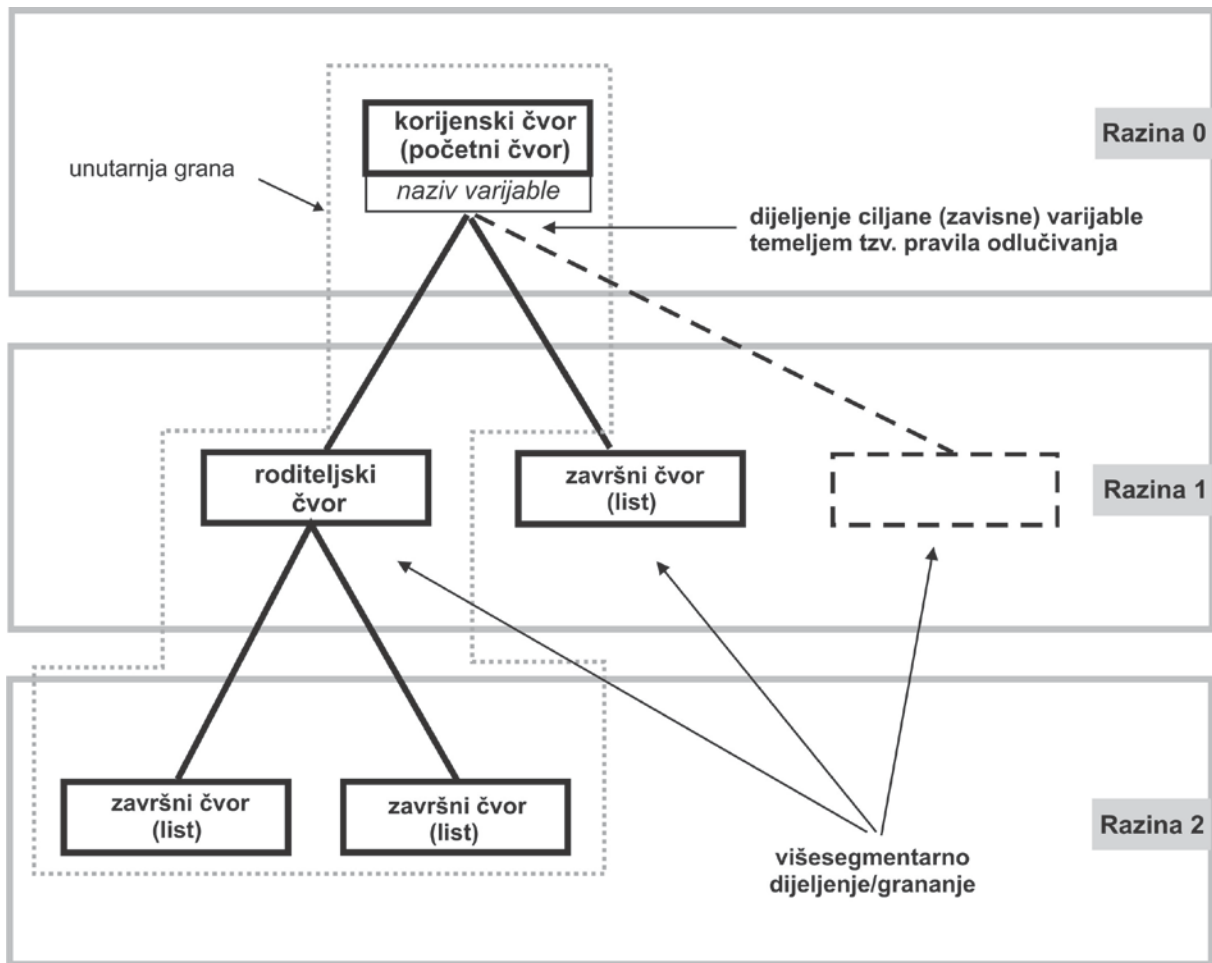 korijenski čvor
(početni čvor)
Razina 0
unutarnja grana
naziv varijable
dijeljenje ciljane (zavisne) varijable
temeljem tzv. pravila odlučivanja
roditeljski
čvor
završni čvor
(list)
Razina 1
završni čvor
(list)
završni čvor
(list)
Razina 2
višesegmentarno
dijeljenje/grananje